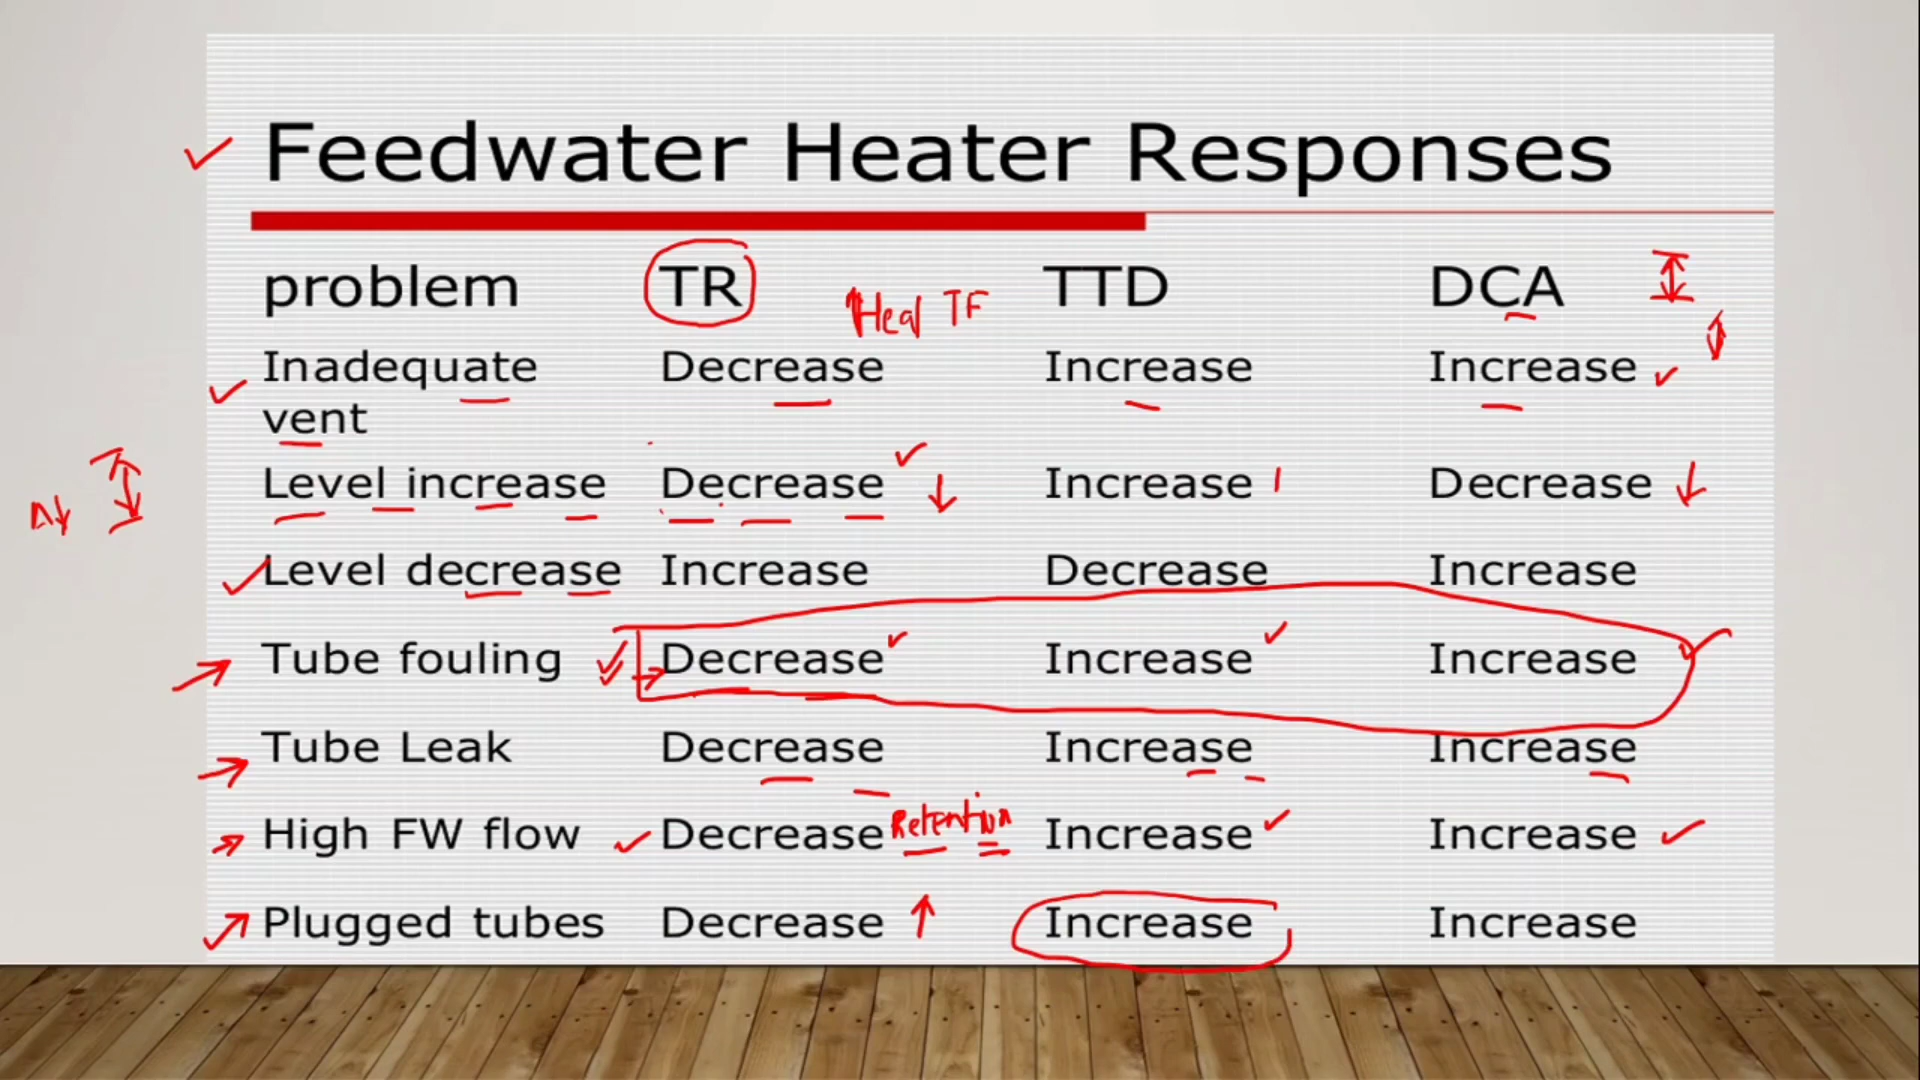 Feedwater Heater Responses
problem TR TTD DCA
Heat TF
Inadequate vent Decrease Increase Increase
Level increase Decrease Increase Decrease
Level decrease Increase Decrease Increase
Tube fouling Decrease Increase Increase
Tube Leak Decrease Increase Increase
Retention
High FW flow Decrease Increase Increase
Plugged tubes Decrease Increase Increase